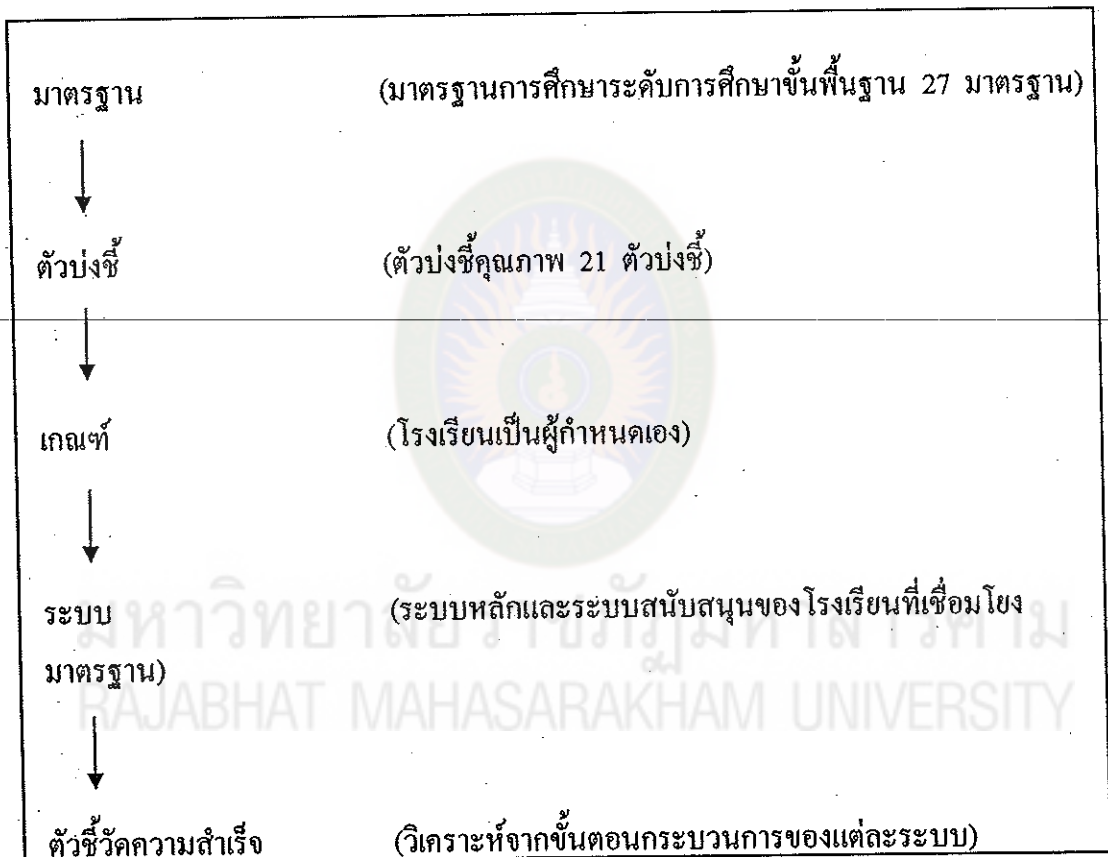 มาตรฐาน (มาตรฐานการศึกษาระดับการศึกษาขั้นพื้นฐาน 27 มาตรฐาน)
ตัวบ่งชี้ (ตัวบ่งชี้คุณภาพ 21 ตัวบ่งชี้)
เกณฑ์ (โรงเรียนเป็นผู้กำหนดเอง)
ระบบ (ระบบหลักและระบบสนับสนุนของโรงเรียนที่เชื่อมโยง
มาตรฐาน)
มหาวิทยาลัยราชภัฏมหาสารคาม
RAJABHAT MAHASARAKHAM UNIVERSITY
ตัวชี้วัดความสำเร็จ (วิเคราะห์จากขั้นตอนกระบวนการของแต่ละระบบ)